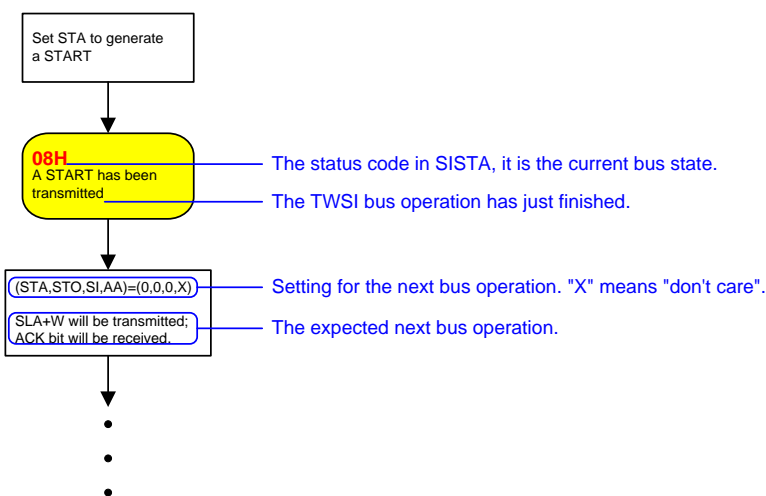 Set STA to generate
a START
08H
A START has been
transmitted
The status code in SISTA, it is the current bus state.
The TWSI bus operation has just finished.
(STA,STO,SI,AA)=(0,0,0,X)
Setting for the next bus operation. "X" means "don't care".
SLA+W will be transmitted;
ACK bit will be received.
The expected next bus operation.